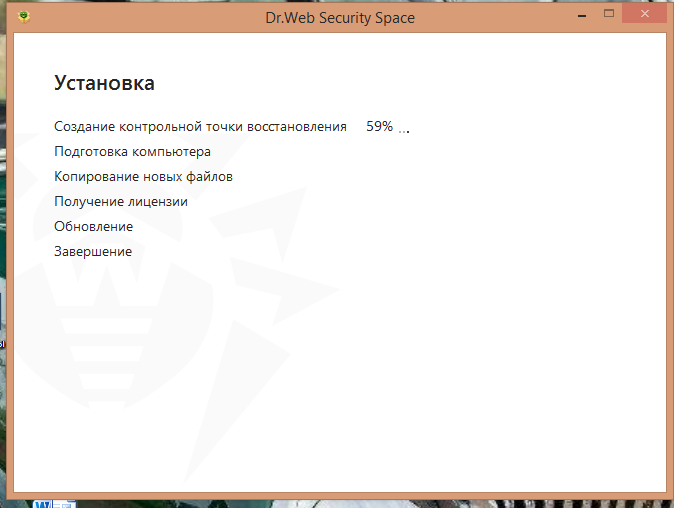 Dr.Web Security Space
Установка
Создание контрольной точки восстановления 59% ...
Подготовка компьютера
Копирование новых файлов
Получение лицензии
Обновление
Завершение